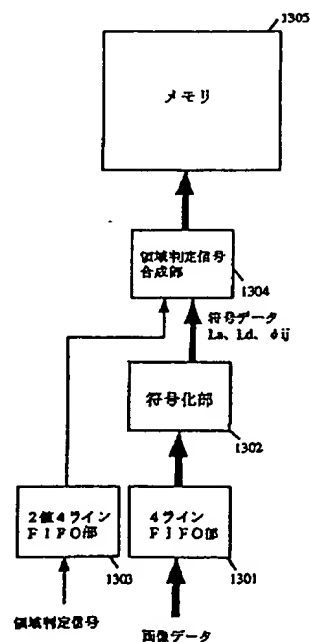 1305
メモリ
領域判定信号
合成部
1304
符号データ
La、Ld、φij
符号化部
1302
2値4ライン
FIFO部
1303
4ライン
FIFO部
1301
領域判定信号
画像データ